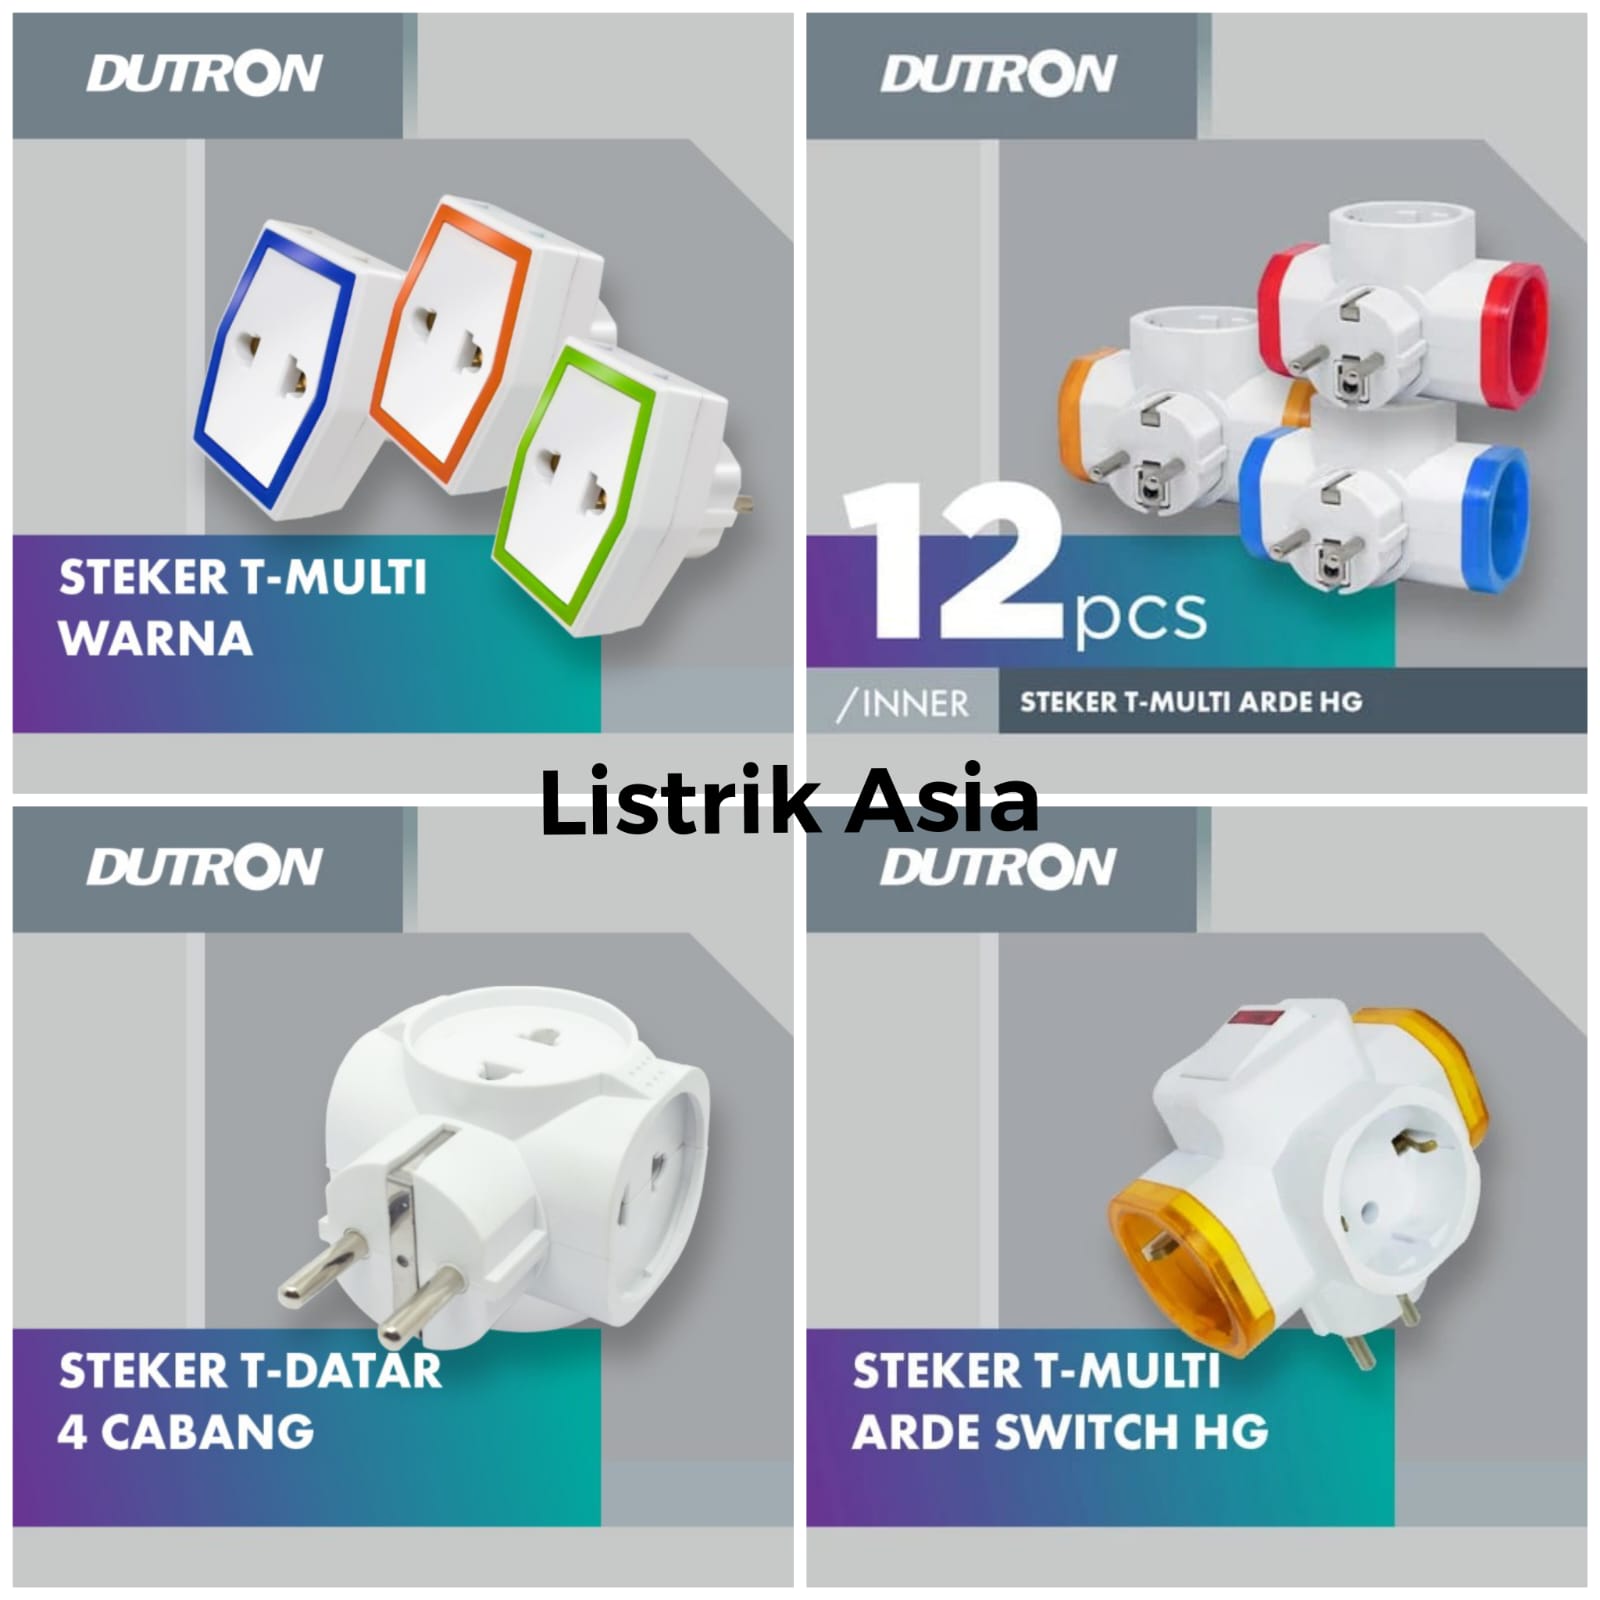 DUTRON
STEKER T-MULTI
WARNA
DUTRON
12pcs
/INNER
STEKER T-MULTI ARDE HG
Listrik Asia
DUTRON
STEKER T-DATAR
4 CABANG
DUTRON
STEKER T-MULTI
ARDE SWITCH HG